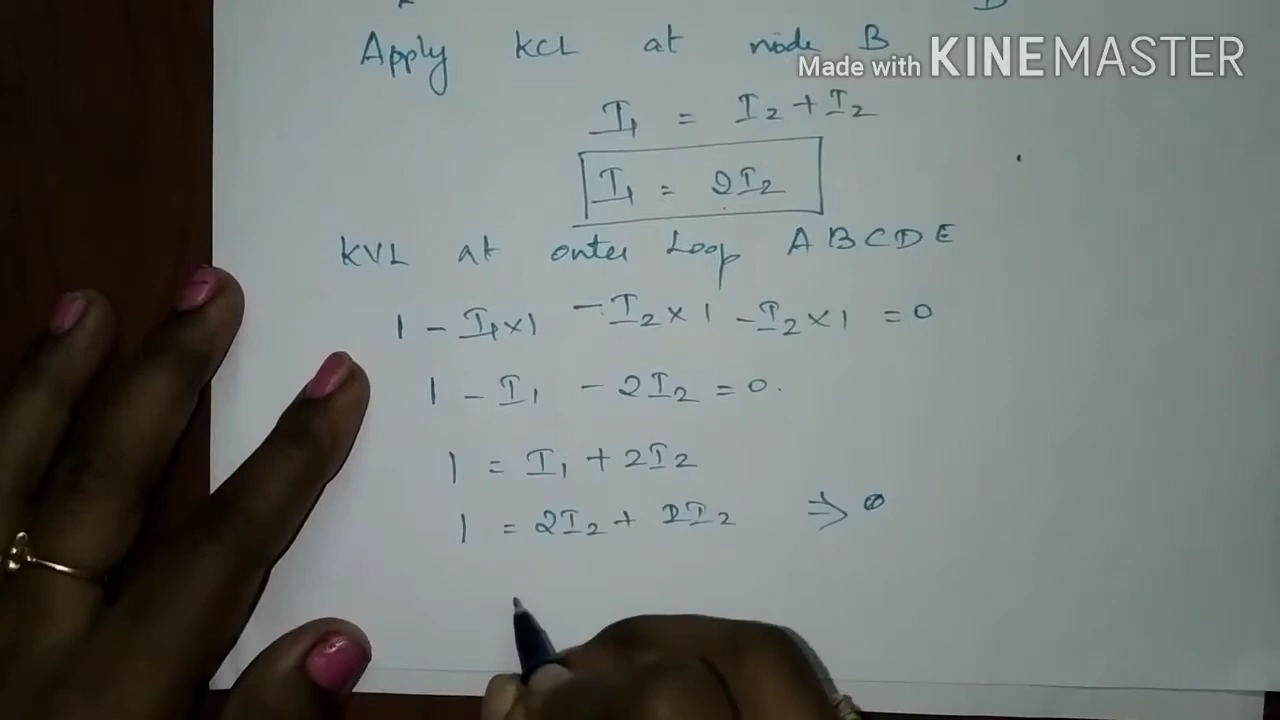 Apply KCL at node B
Made with KINEMASTER
I1 = I2 + I2
I1 = 2I2
KVL at outer Loop ABCDE
1 - I1×1 - I2×1 - I2×1 = 0
1 - I1 - 2I2 = 0.
1 = I1 + 2I2
1 = 2I2 + 2I2 ⇒